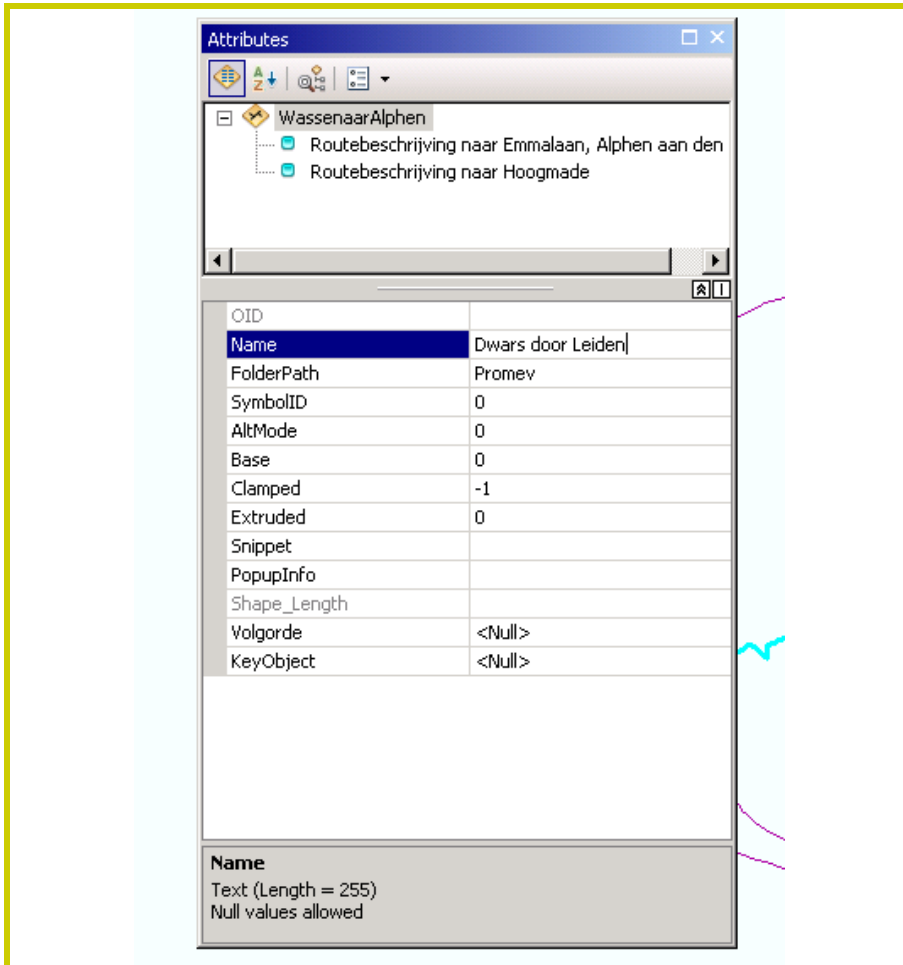 Attributes
WassenaarAlphen
Routebeschrijving naar Emmalaan, Alphen aan den
Routebeschrijving naar Hoogmade
OID
Name Dwars door Leiden
FolderPath Promev
SymbolID 0
AltMode 0
Base 0
Clamped -1
Extruded 0
Snippet
PopupInfo
Shape_Length
Volgorde <Null>
KeyObject <Null>
Name
Text (Length = 255)
Null values allowed